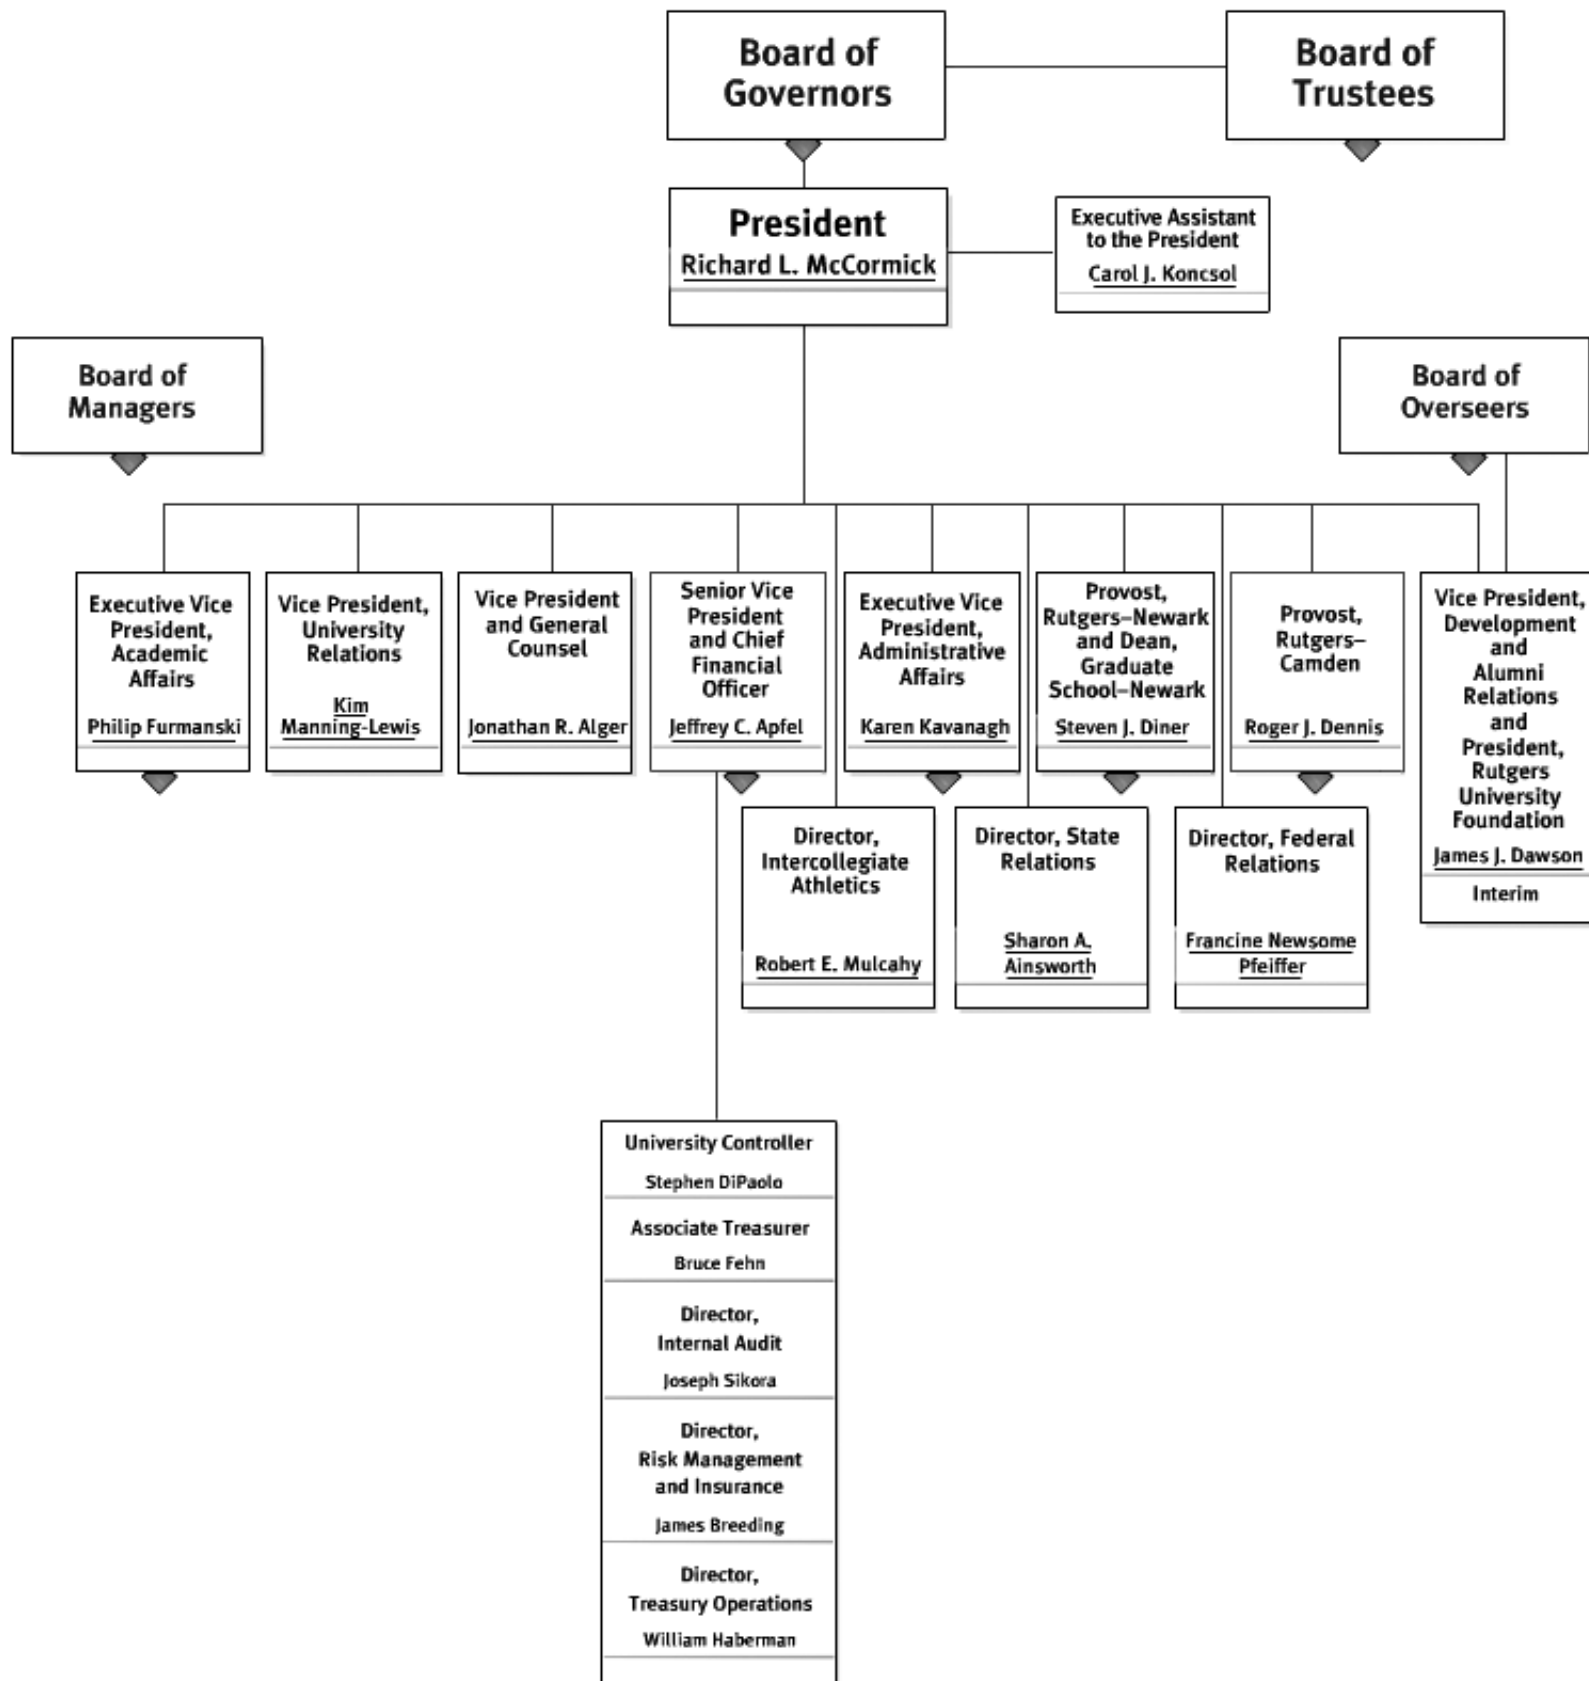 Board of
Governors
Board of
Trustees
President
Richard L. McCormick
Executive Assistant
to the President
Carol J. Koncsol
Board of
Managers
Board of
Overseers
Executive Vice
President,
Academic
Affairs
Philip Furmanski
Vice President,
University
Relations
Kim
Manning-Lewis
Vice President
and General
Counsel
Jonathan R. Alger
Senior Vice
President
and Chief
Financial
Officer
Jeffrey C. Apfel
Executive Vice
President,
Administrative
Affairs
Karen Kavanagh
Provost,
Rutgers–Newark
and Dean,
Graduate
School–Newark
Steven J. Diner
Provost,
Rutgers–
Camden
Roger J. Dennis
Vice President,
Development
and
Alumni
Relations
and
President,
Rutgers
University
Foundation
James J. Dawson
Interim
Director,
Intercollegiate
Athletics
Robert E. Mulcahy
Director, State
Relations
Sharon A.
Ainsworth
Director, Federal
Relations
Francine Newsome
Pfeiffer
University Controller
Stephen DiPaolo
Associate Treasurer
Bruce Fehn
Director,
Internal Audit
Joseph Sikora
Director,
Risk Management
and Insurance
James Breeding
Director,
Treasury Operations
William Haberman